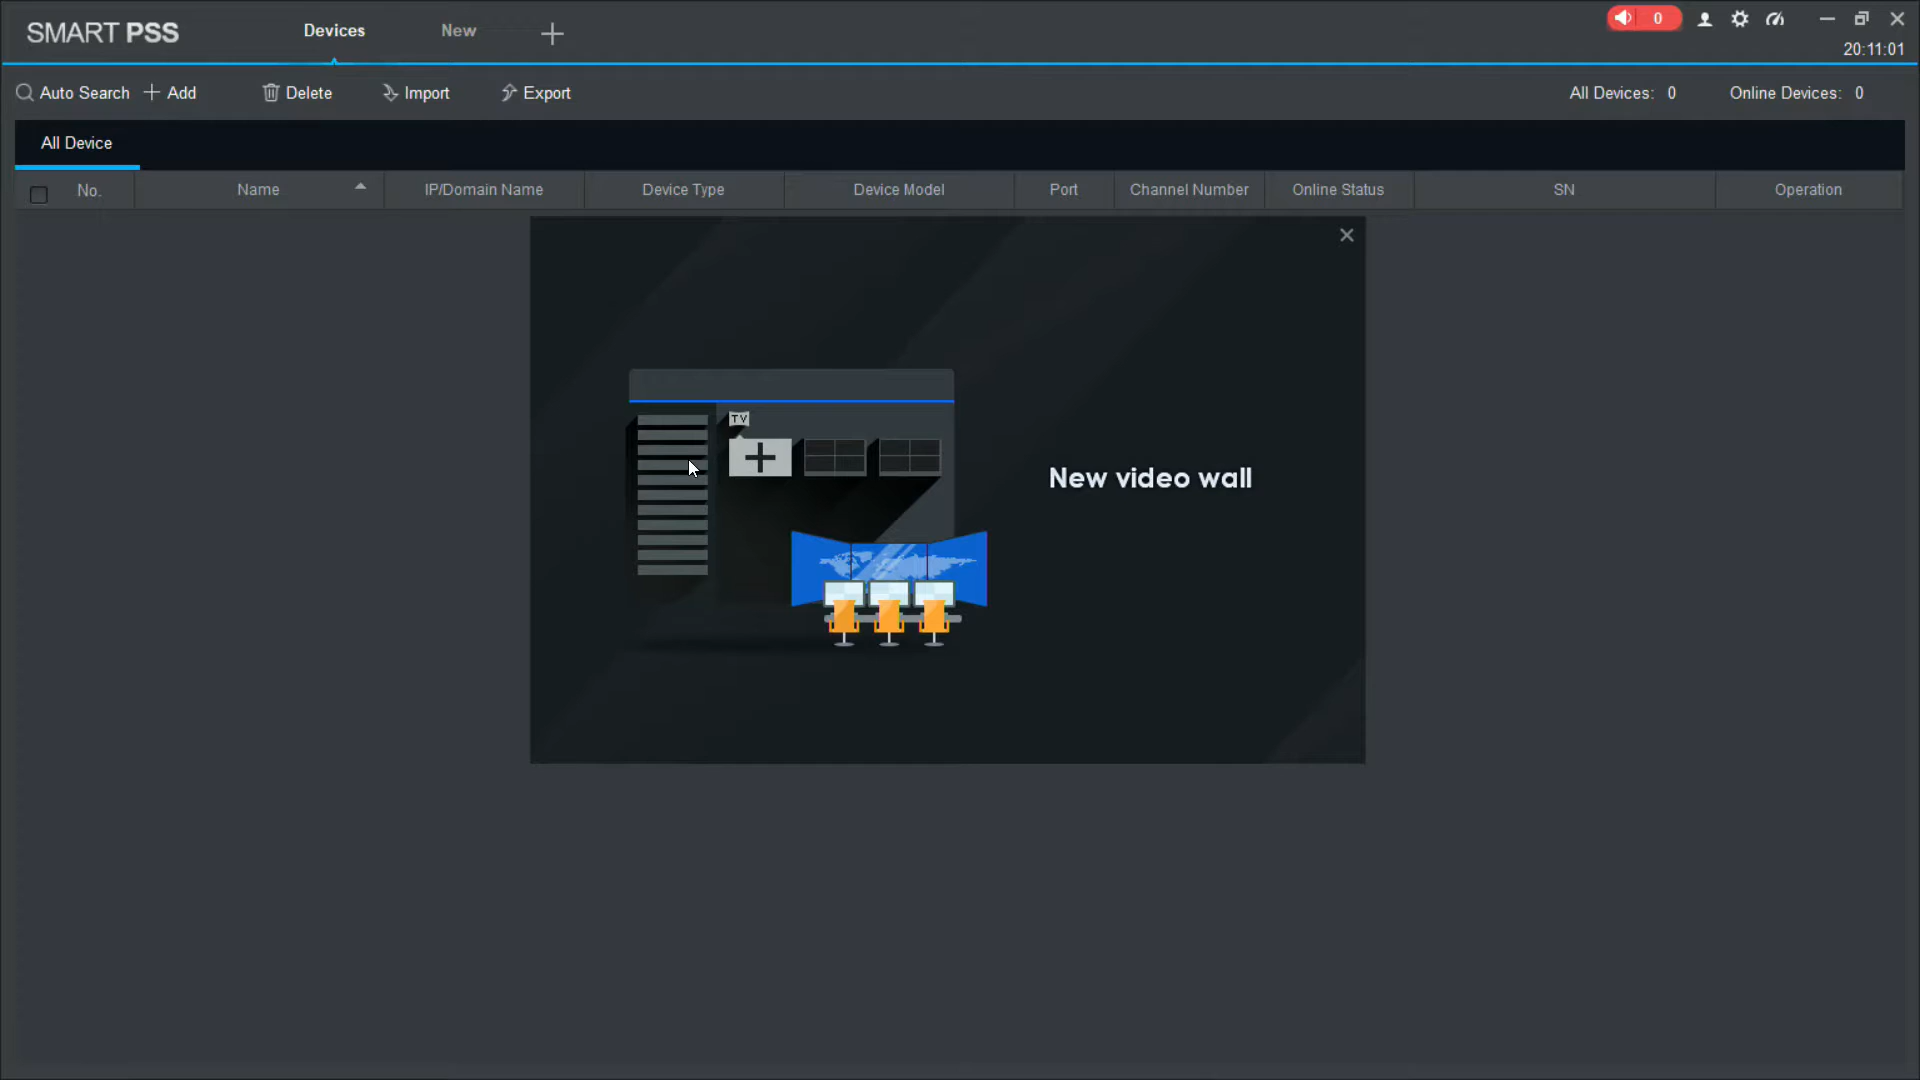 SMART PSS
Devices
New
0
20:11:01
Auto Search
Add
Delete
Import
Export
All Devices: 0
Online Devices: 0
All Device
No.
Name
IP/Domain Name
Device Type
Device Model
Port
Channel Number
Online Status
SN
Operation
TV
New video wall